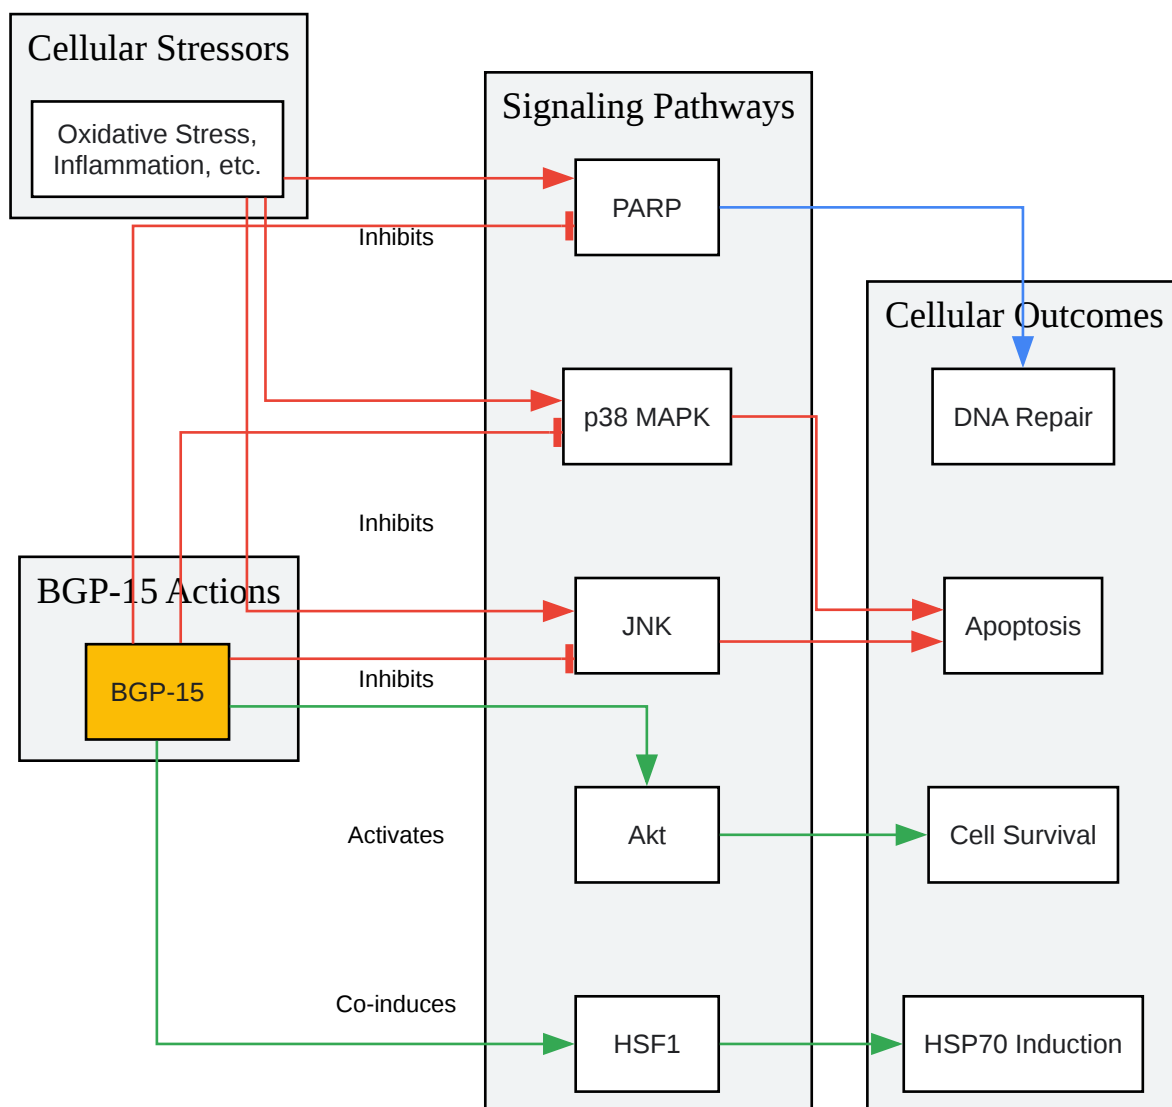 Cellular Stressors
Oxidative Stress,
Inflammation, etc.
Signaling Pathways
PARP
Inhibits
Cellular Outcomes
DNA Repair
p38 MAPK
Inhibits
BGP-15 Actions
BGP-15
JNK
Apoptosis
Inhibits
Akt
Cell Survival
Activates
Co-induces
HSF1
HSP70 Induction